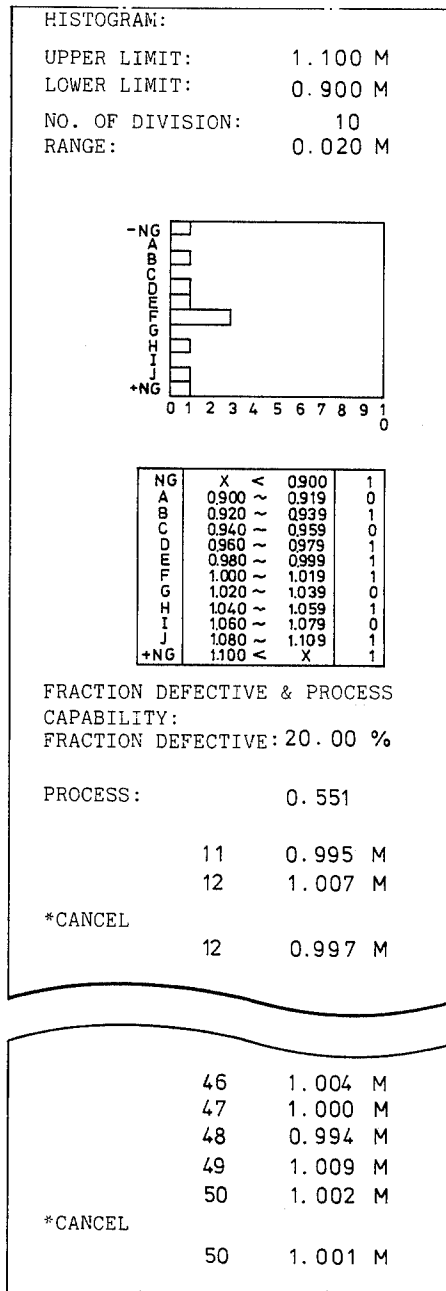 HISTOGRAM:
UPPER LIMIT: 1.100 M
LOWER LIMIT: 0.900 M
NO. OF DIVISION: 10
RANGE: 0.020 M
-NG
A
B
C
D
E
F
G
H
I
J
+NG
0 1 2 3 4 5 6 7 8 9 10
NG X < 0.900 1
A 0.900 ~ 0.919 0
B 0.920 ~ 0.939 1
C 0.940 ~ 0.959 0
D 0.960 ~ 0.979 1
E 0.980 ~ 0.999 1
F 1.000 ~ 1.019 1
G 1.020 ~ 1.039 0
H 1.040 ~ 1.059 1
I 1.060 ~ 1.079 0
J 1.080 ~ 1.109 1
+NG 1.100 < X 1
FRACTION DEFECTIVE & PROCESS
CAPABILITY:
FRACTION DEFECTIVE: 20.00 %
PROCESS: 0.551
11 0.995 M
12 1.007 M
*CANCEL
12 0.997 M
46 1.004 M
47 1.000 M
48 0.994 M
49 1.009 M
50 1.002 M
*CANCEL
50 1.001 M